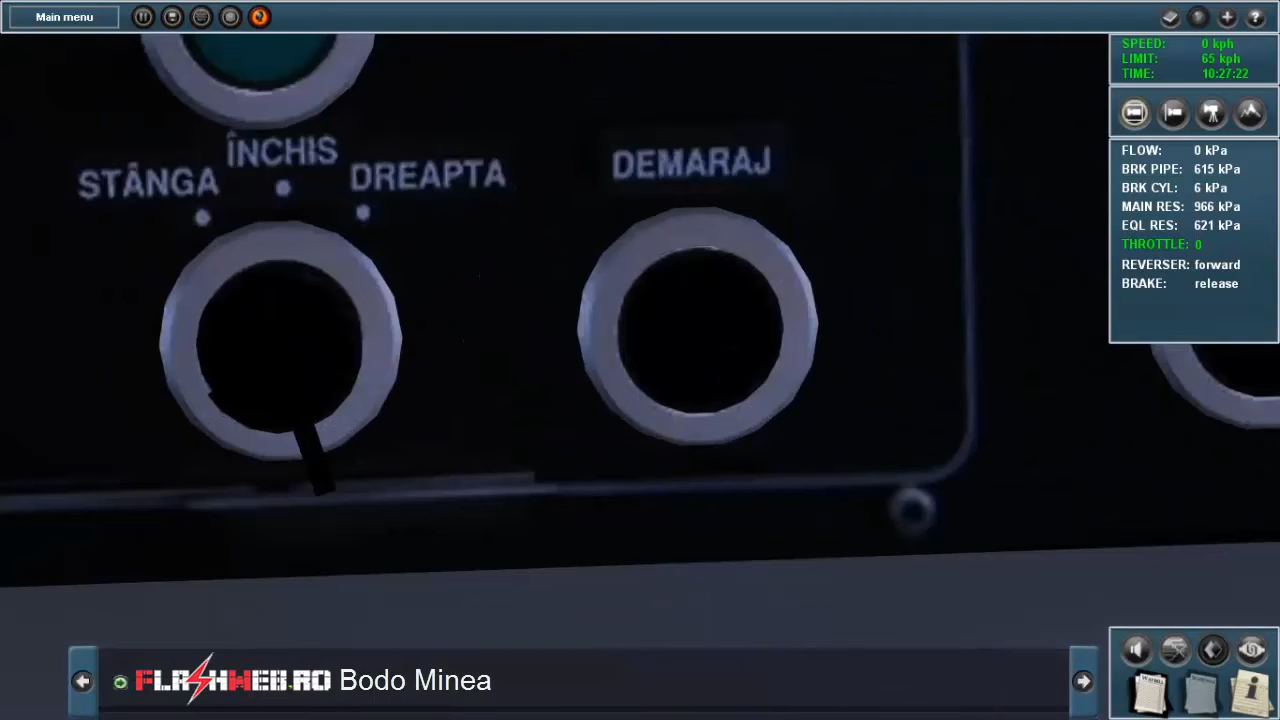 Main menu
SPEED: 0 kph
LIMIT: 65 kph
TIME: 10:27:22
FLOW: 0 kPa
BRK PIPE: 615 kPa
BRK CYL: 6 kPa
MAIN RES: 966 kPa
EQL RES: 621 kPa
THROTTLE: 0
REVERSER: forward
BRAKE: release
STÂNGA ÎNCHIS DREAPTA
DEMARAJ
FLASHWEB.RO Bodo Minea